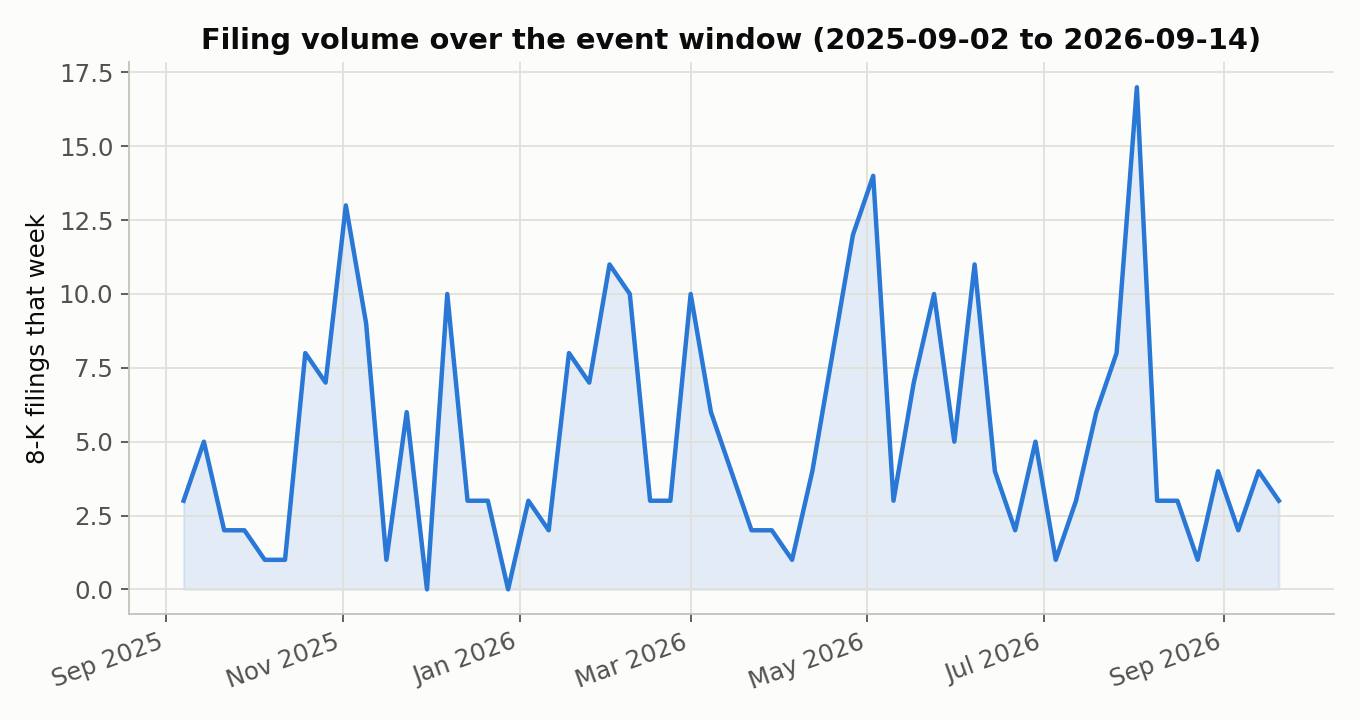 Filing volume over the event window (2025-09-02 to 2026-09-14)
8-K filings that week
17.5
15.0
12.5
10.0
7.5
5.0
2.5
0.0
Sep 2025
Nov 2025
Jan 2026
Mar 2026
May 2026
Jul 2026
Sep 2026